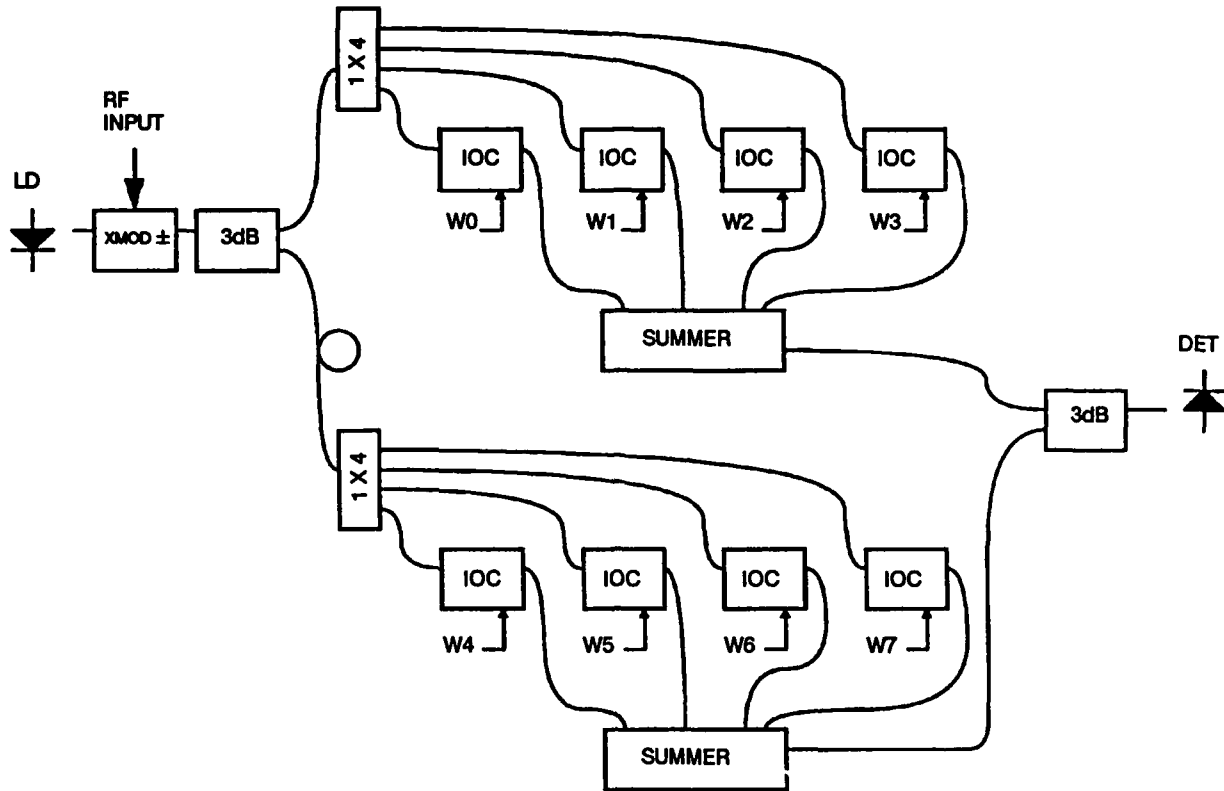 1 X 4
RF
INPUT
LD
XMOD ±
3dB
IOC
IOC
IOC
IOC
W0
W1
W2
W3
SUMMER
DET
3dB
1 X 4
IOC
IOC
IOC
IOC
W4
W5
W6
W7
SUMMER